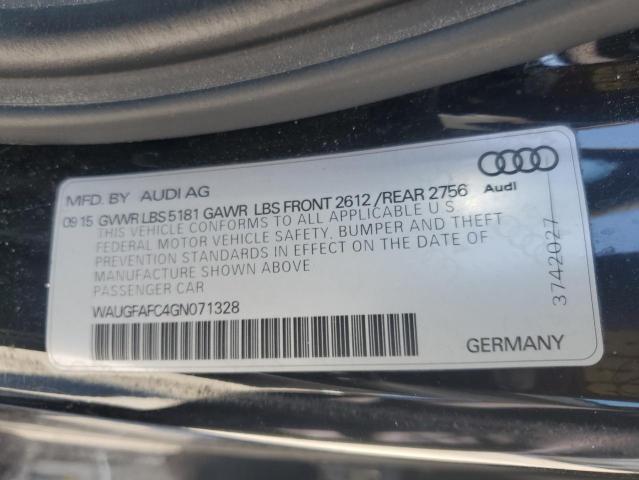 MFD. BY AUDI AG
Audi
09 15 GVWR LBS 5181 GAWR LBS FRONT 2612 /REAR 2756
THIS VEHICLE CONFORMS TO ALL APPLICABLE U S
FEDERAL MOTOR VEHICLE SAFETY, BUMPER AND THEFT
PREVENTION STANDARDS IN EFFECT ON THE DATE OF
MANUFACTURE SHOWN ABOVE
PASSENGER CAR
WAUGFAFC4GN071328
3742027
GERMANY